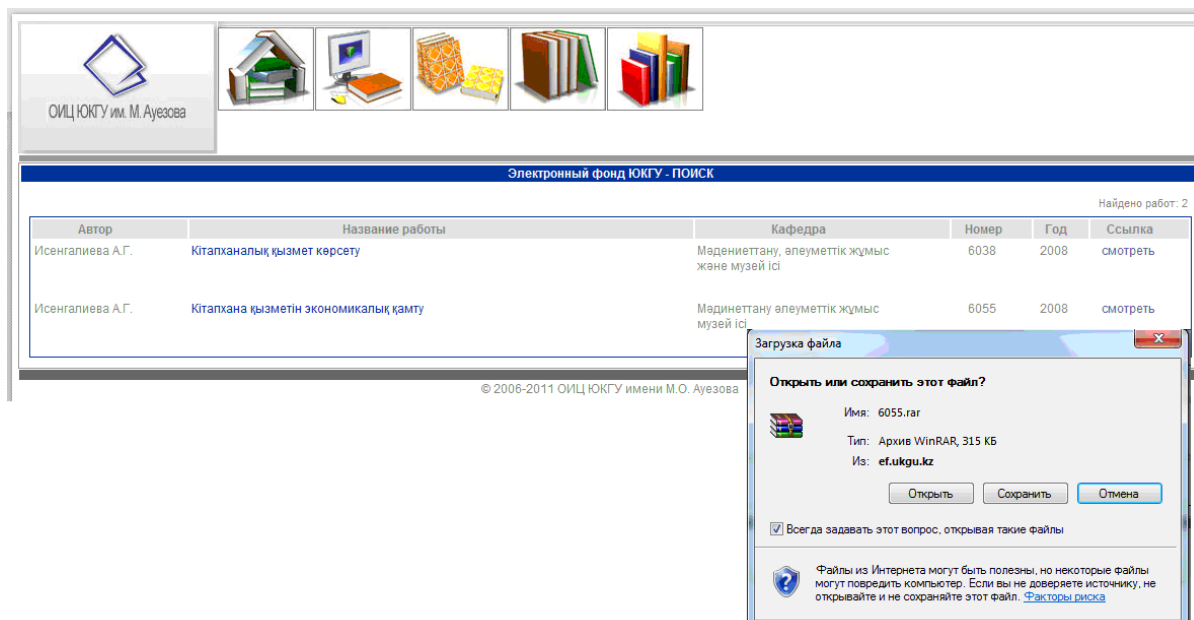 ОИЦ ЮКГУ им. М. Ауезова
Электронный фонд ЮКГУ - ПОИСК
Найдено работ: 2
Автор Название работы Кафедра Номер Год Ссылка
Исенгалиева А.Г. Кітапханалық қызмет көрсету Мәдениеттану, әлеуметтік жұмыс 6038 2008 смотреть
және музей ісі
Исенгалиева А.Г. Кітапхана қызметін экономикалық қамту Мәдинеттану әлеуметтік жұмыс 6055 2008 смотреть
музей ісі
© 2006-2011 ОИЦ ЮКГУ имени М.О. Ауезова
Загрузка файла
Открыть или сохранить этот файл?
Имя: 6055.rar
Тип: Архив WinRAR, 315 КБ
Из: ef.ukgu.kz
Открыть Сохранить Отмена
Всегда задавать этот вопрос, открывая такие файлы
Файлы из Интернета могут быть полезны, но некоторые файлы
могут повредить компьютер. Если вы не доверяете источнику, не
открывайте и не сохраняйте этот файл. Факторы риска